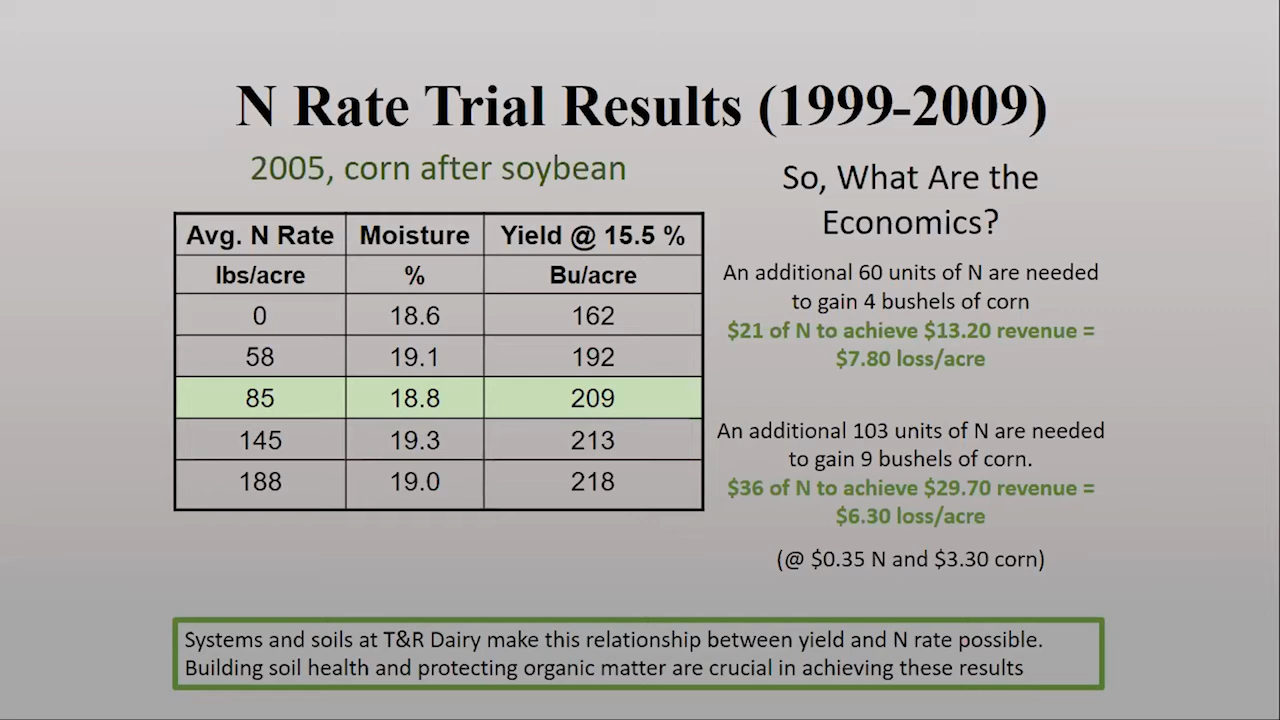 N Rate Trial Results (1999-2009)
2005, corn after soybean
Avg. N Rate Moisture Yield @ 15.5 %
lbs/acre % Bu/acre
0 18.6 162
58 19.1 192
85 18.8 209
145 19.3 213
188 19.0 218
So, What Are the
Economics?
An additional 60 units of N are needed
to gain 4 bushels of corn
$21 of N to achieve $13.20 revenue =
$7.80 loss/acre
An additional 103 units of N are needed
to gain 9 bushels of corn.
$36 of N to achieve $29.70 revenue =
$6.30 loss/acre
(@ $0.35 N and $3.30 corn)
Systems and soils at T&R Dairy make this relationship between yield and N rate possible.
Building soil health and protecting organic matter are crucial in achieving these results